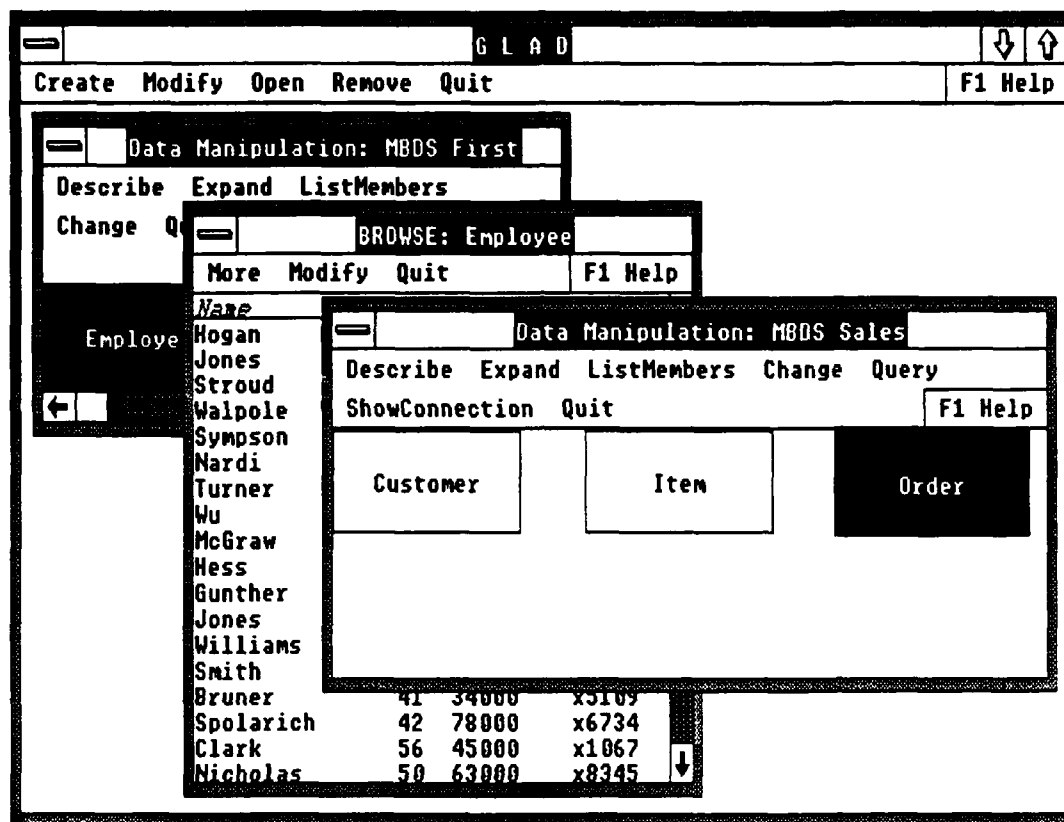 G L A D
Create Modify Open Remove Quit F1 Help
Data Manipulation: MBDS First
Describe Expand ListMembers
Change
BROWSE: Employee
More Modify Quit F1 Help
Name
Employe
Hogan
Jones
Stroud
Walpole
Sympson
Nardi
Turner
Wu
McGraw
Hess
Gunther
Jones
Williams
Smith
Bruner 41 34000 x5109
Spolarich 42 78000 x6734
Clark 56 45000 x1067
Nicholas 50 63000 x8345
Data Manipulation: MBDS Sales
Describe Expand ListMembers Change Query
ShowConnection Quit F1 Help
Customer Item Order